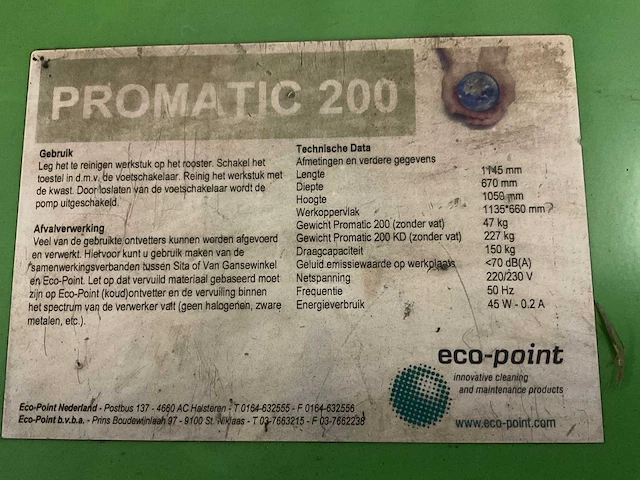 PROMATIC 200
Gebruik
Leg het te reinigen werkstuk op het rooster. Schakel het
toestel in d.m.v. de voetschakelaar. Reinig het werkstuk met
de kwast. Door loslaten van de voetschakelaar wordt de
pomp uitgeschakeld.
Afvalverwerking
Veel van de gebruikte ontvetters kunnen worden afgevoerd
en verwerkt. Hiervoor kunt u gebruik maken van de
samenwerkingsverbanden tussen Sita of Van Gansewinkel
en Eco-Point. Let op dat vervuild materiaal gebaseerd moet
zijn op Eco-Point (koud)ontvetter en de vervuiling binnen
het spectrum van de verwerker valt (geen halogenen, zware
metalen, etc.).
Technische Data
Afmetingen en verdere gegevens
Lengte 1145 mm
Diepte 670 mm
Hoogte 1050 mm
Werkoppervlak 1135*660 mm²
Gewicht Promatic 200 (zonder vat) 47 kg
Gewicht Promatic 200 KD (zonder vat) 227 kg
Draagcapaciteit 150 kg
Geluid emissiewaarde op werkplaats <70 dB(A)
Netspanning 220/230 V
Frequentie 50 Hz
Energieverbruik 45 W - 0.2 A
eco-point
innovative cleaning
and maintenance products
www.eco-point.com
Eco-Point Nederland - Postbus 137 - 4660 AC Halsteren - T 0164-632555 - F 0164-632556
Eco-Point b.v.b.a. - Prins Boudewijnlaan 97 - 9100 St. Niklaas - T 03-7663215 - F 03-7662238